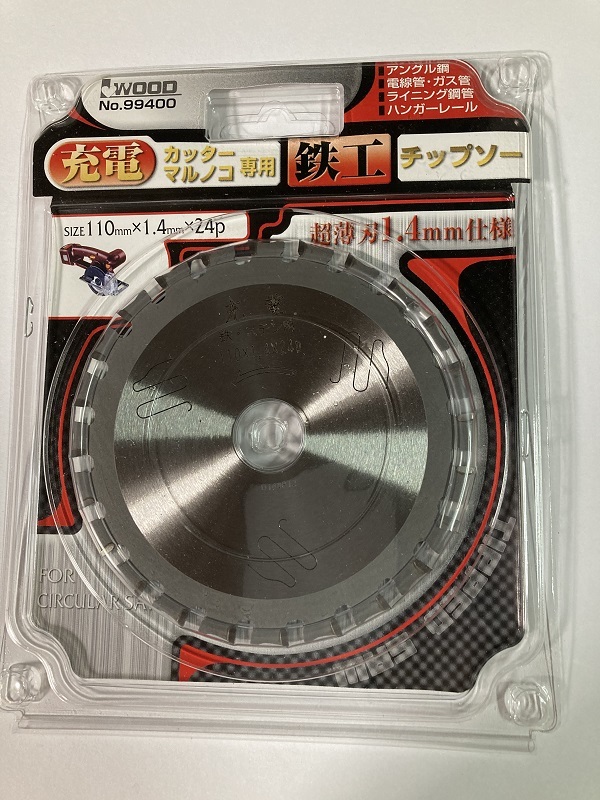 IWOOD
No.99400
アングル鋼
電線管・ガス管
ライニング鋼管
ハンガーレール
充電
カッター
マルノコ
専用
鉄工
チップソー
SIZE 110mm×1.4mm×24p
超薄刃1.4mm仕様
FOR
CIRCULAR SA
TIPPED SAW